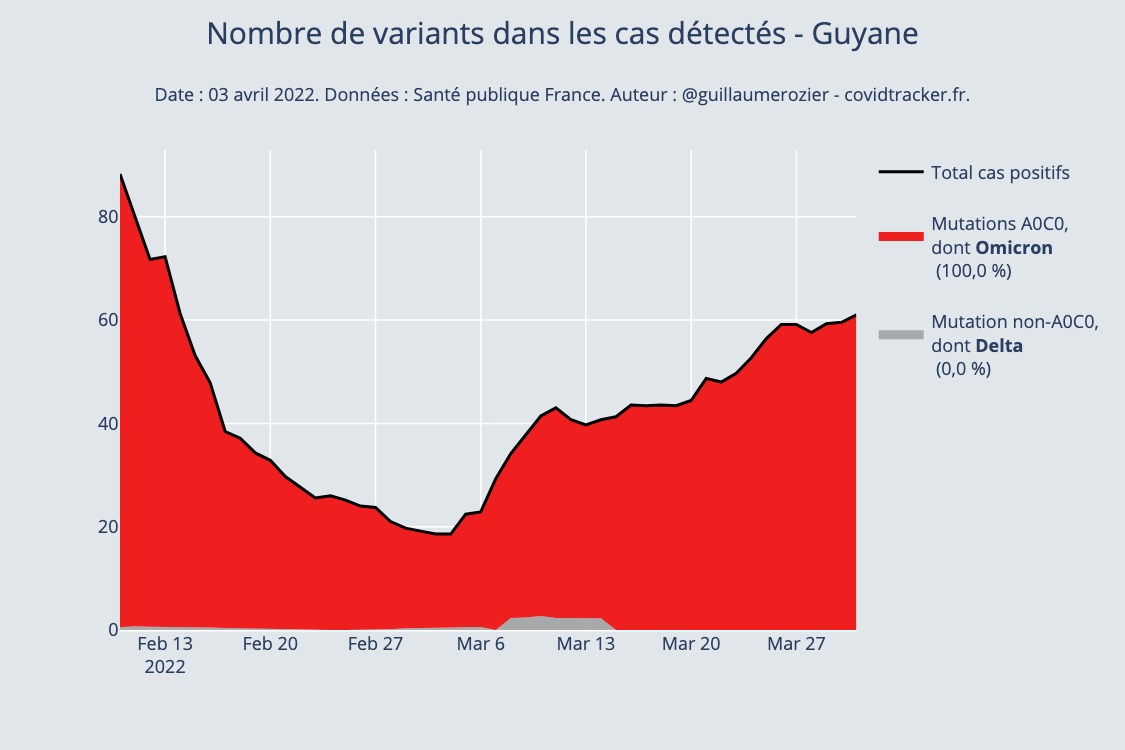 Nombre de variants dans les cas détectés - Guyane
Date : 03 avril 2022. Données : Santé publique France. Auteur : @guillaumerozier - covidtracker.fr.
Total cas positifs
Mutations A0C0,
dont Omicron
(100,0 %)
Mutation non-A0C0,
dont Delta
(0,0 %)
80
60
40
20
0
Feb 13
2022
Feb 20
Feb 27
Mar 6
Mar 13
Mar 20
Mar 27